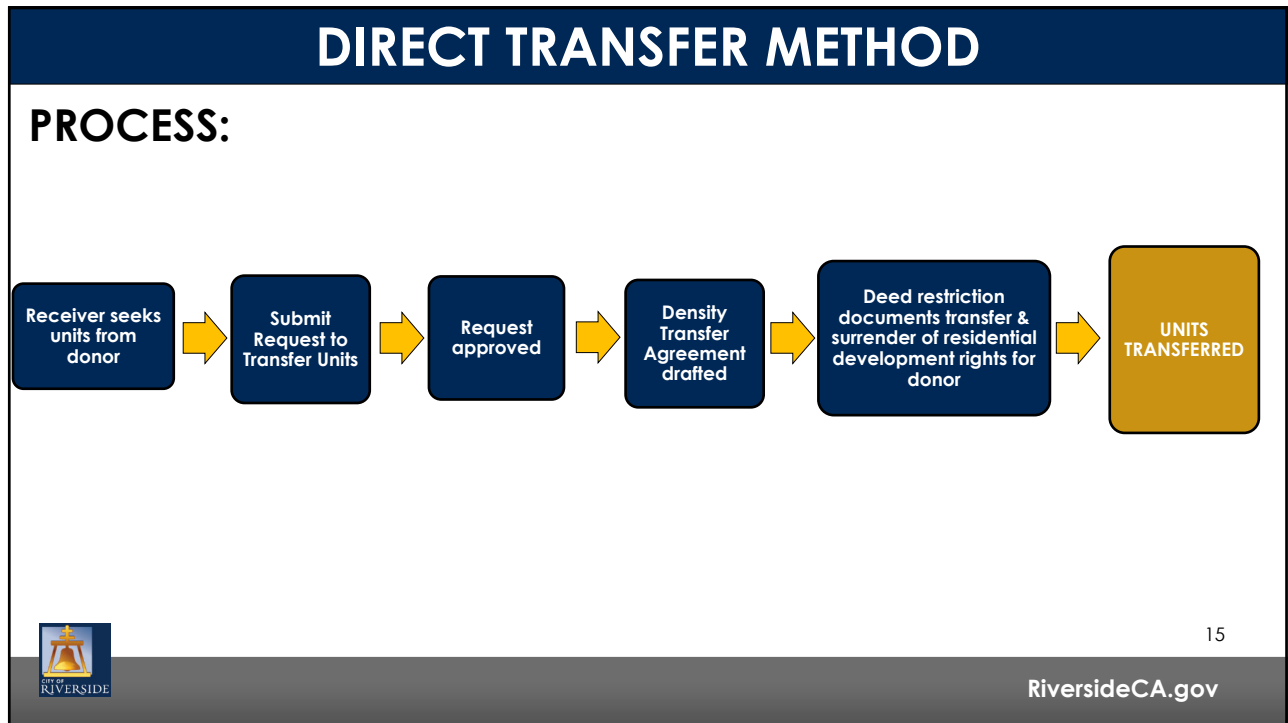 DIRECT TRANSFER METHOD
PROCESS:
Receiver seeks
units from
donor
Submit
Request to
Transfer Units
Request
approved
Density
Transfer
Agreement
drafted
Deed restriction
documents transfer &
surrender of residential
development rights for
donor
UNITS
TRANSFERRED
15
CITY OF
RIVERSIDE
RiversideCA.gov